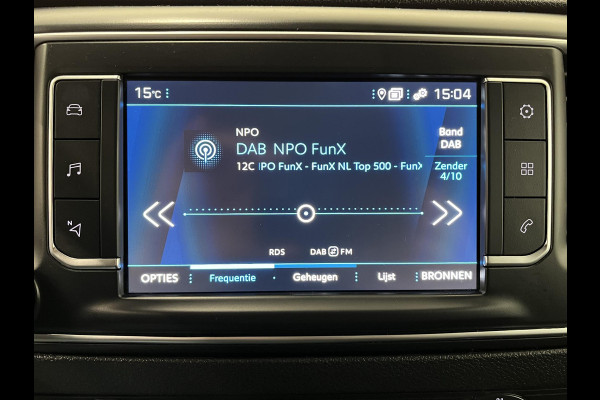 15°C 15:04
NPO
DAB NPO FunX
12C PO FunX - FunX NL Top 500 - Fun
Band
DAB
Zender
4/10
N
RDS DAB FM
OPTIES Frequentie Geheugen Lijst BRONNEN